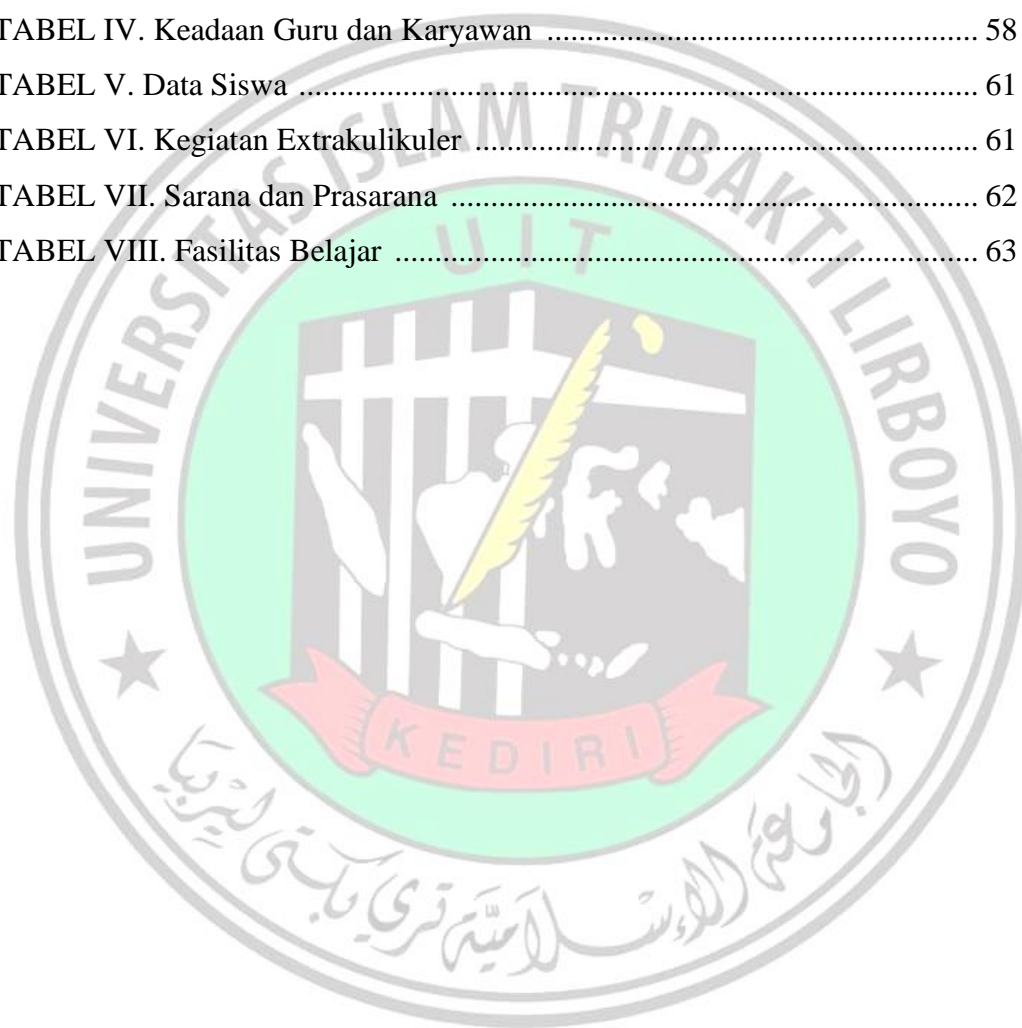 TABEL IV. Keadaan Guru dan Karyawan ........................................................ 58
TABEL V. Data Siswa ..................................................................................... 61
TABEL VI. Kegiatan Extrakulikuler ............................................................... 61
TABEL VII. Sarana dan Prasarana .................................................................. 62
TABEL VIII. Fasilitas Belajar ......................................................................... 63
UNIVERSITAS ISLAM TRIBAKTI LIRBOYO
UIT
KEDIRI